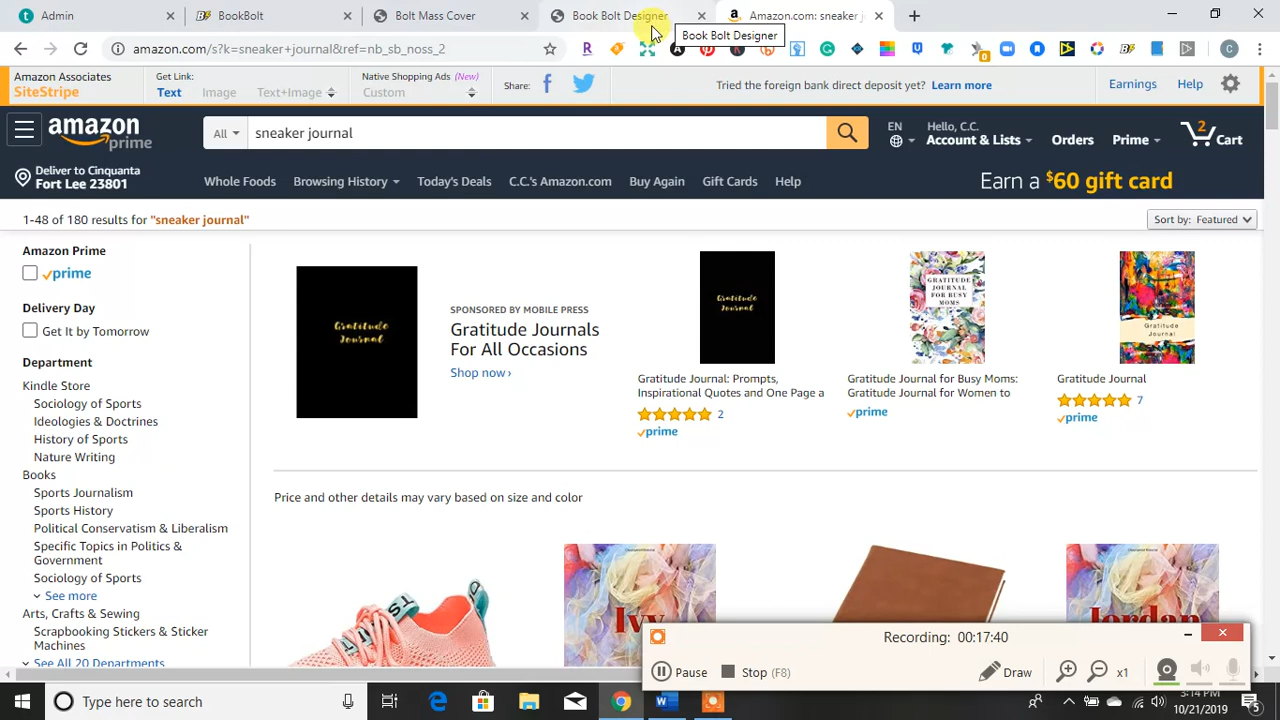 Admin
BookBolt
Bolt Mass Cover
Book Bolt Designer
Amazon.com: sneaker j
Book Bolt Designer
amazon.com/s?k=sneaker+journal&ref=nb_sb_noss_2
Amazon Associates
SiteStripe
Get Link:
Text Image Text+Image
Native Shopping Ads (New)
Custom
Share:
Tried the foreign direct deposit yet? Learn more
Earnings
Help
amazon
prime
All
sneaker journal
EN
Hello, C.C.
Account & Lists
Orders
Prime
2
Cart
Deliver to Cinquanta
Fort Lee 23801
Whole Foods Browsing History Today's Deals C.C.'s Amazon.com Buy Again Gift Cards Help
Earn a $60 gift card
1-48 of 180 results for "sneaker journal"
Sort by: Featured
Amazon Prime
prime
Delivery Day
Get It by Tomorrow
Department
Kindle Store
Sociology of Sports
Ideologies & Doctrines
History of Sports
Nature Writing
Books
Sports Journalism
Sports History
Political Conservatism & Liberalism
Specific Topics in Politics &
Government
Sociology of Sports
See more
Arts, Crafts & Sewing
Scrapbooking Stickers & Sticker
Machines
See All 20 Departments
Gratitude
Journal
SPONSORED BY MOBILE PRESS
Gratitude Journals
For All Occasions
Shop now ›
Gratitude
Journal
Gratitude Journal: Prompts,
Inspirational Quotes and One Page a
2
prime
GRATITUDE
JOURNAL
FOR BUSY
MOMS
Gratitude Journal for Busy Moms:
Gratitude Journal for Women to
prime
Gratitude
Journal
Gratitude Journal
7
prime
Price and other details may vary based on size and color
Ivy
Jordan
Recording: 00:17:40
Pause
Stop (F8)
Draw
x1
Type here to search
3:14 PM
10/21/2019
5